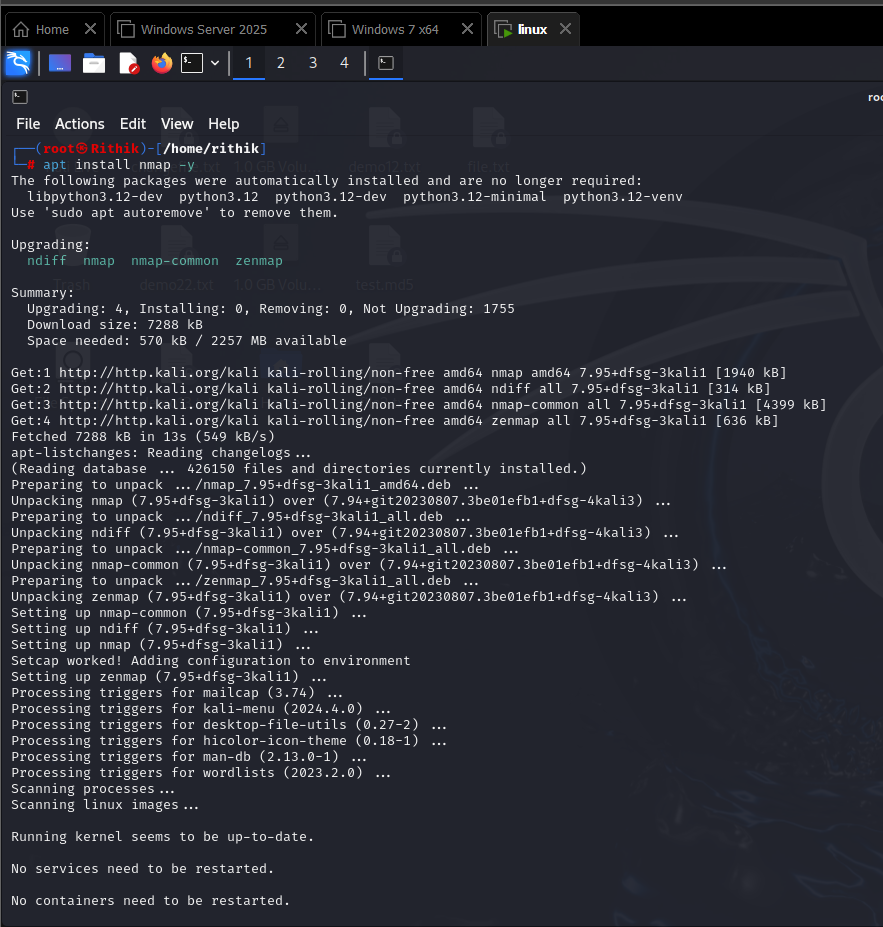 Home
Windows Server 2025
Windows 7 x64
linux
1 2 3 4
roo
File Actions Edit View Help
┌──(root㉿Rithik)-[/home/rithik]
└─# apt install nmap -y
The following packages were automatically installed and are no longer required:
libpython3.12-dev python3.12 python3.12-dev python3.12-minimal python3.12-venv
Use 'sudo apt autoremove' to remove them.
Upgrading:
ndiff nmap nmap-common zenmap
Summary:
Upgrading: 4, Installing: 0, Removing: 0, Not Upgrading: 1755
Download size: 7288 kB
Space needed: 570 kB / 2257 MB available
Get:1 http://http.kali.org/kali kali-rolling/non-free amd64 nmap amd64 7.95+dfsg-3kali1 [1940 kB]
Get:2 http://http.kali.org/kali kali-rolling/non-free amd64 ndiff all 7.95+dfsg-3kali1 [314 kB]
Get:3 http://http.kali.org/kali kali-rolling/non-free amd64 nmap-common all 7.95+dfsg-3kali1 [4399 kB]
Get:4 http://http.kali.org/kali kali-rolling/non-free amd64 zenmap all 7.95+dfsg-3kali1 [636 kB]
Fetched 7288 kB in 13s (549 kB/s)
apt-listchanges: Reading changelogs...
(Reading database ... 426150 files and directories currently installed.)
Preparing to unpack .../nmap_7.95+dfsg-3kali1_amd64.deb ...
Unpacking nmap (7.95+dfsg-3kali1) over (7.94+git20230807.3be01efb1+dfsg-4kali3) ...
Preparing to unpack .../ndiff_7.95+dfsg-3kali1_all.deb ...
Unpacking ndiff (7.95+dfsg-3kali1) over (7.94+git20230807.3be01efb1+dfsg-4kali3) ...
Preparing to unpack .../nmap-common_7.95+dfsg-3kali1_all.deb ...
Unpacking nmap-common (7.95+dfsg-3kali1) over (7.94+git20230807.3be01efb1+dfsg-4kali3) ...
Preparing to unpack .../zenmap_7.95+dfsg-3kali1_all.deb ...
Unpacking zenmap (7.95+dfsg-3kali1) over (7.94+git20230807.3be01efb1+dfsg-4kali3) ...
Setting up nmap-common (7.95+dfsg-3kali1) ...
Setting up ndiff (7.95+dfsg-3kali1) ...
Setting up nmap (7.95+dfsg-3kali1) ...
Setcap worked! Adding configuration to environment
Setting up zenmap (7.95+dfsg-3kali1) ...
Processing triggers for mailcap (3.74) ...
Processing triggers for kali-menu (2024.4.0) ...
Processing triggers for desktop-file-utils (0.27-2) ...
Processing triggers for hicolor-icon-theme (0.18-1) ...
Processing triggers for man-db (2.13.0-1) ...
Processing triggers for wordlists (2023.2.0) ...
Scanning processes...
Scanning linux images...
Running kernel seems to be up-to-date.
No services need to be restarted.
No containers need to be restarted.
1.0 GB Volu...
demo12.txt
file.txt
Trash
demo22.txt
1.0 GB Volu...
test.md5